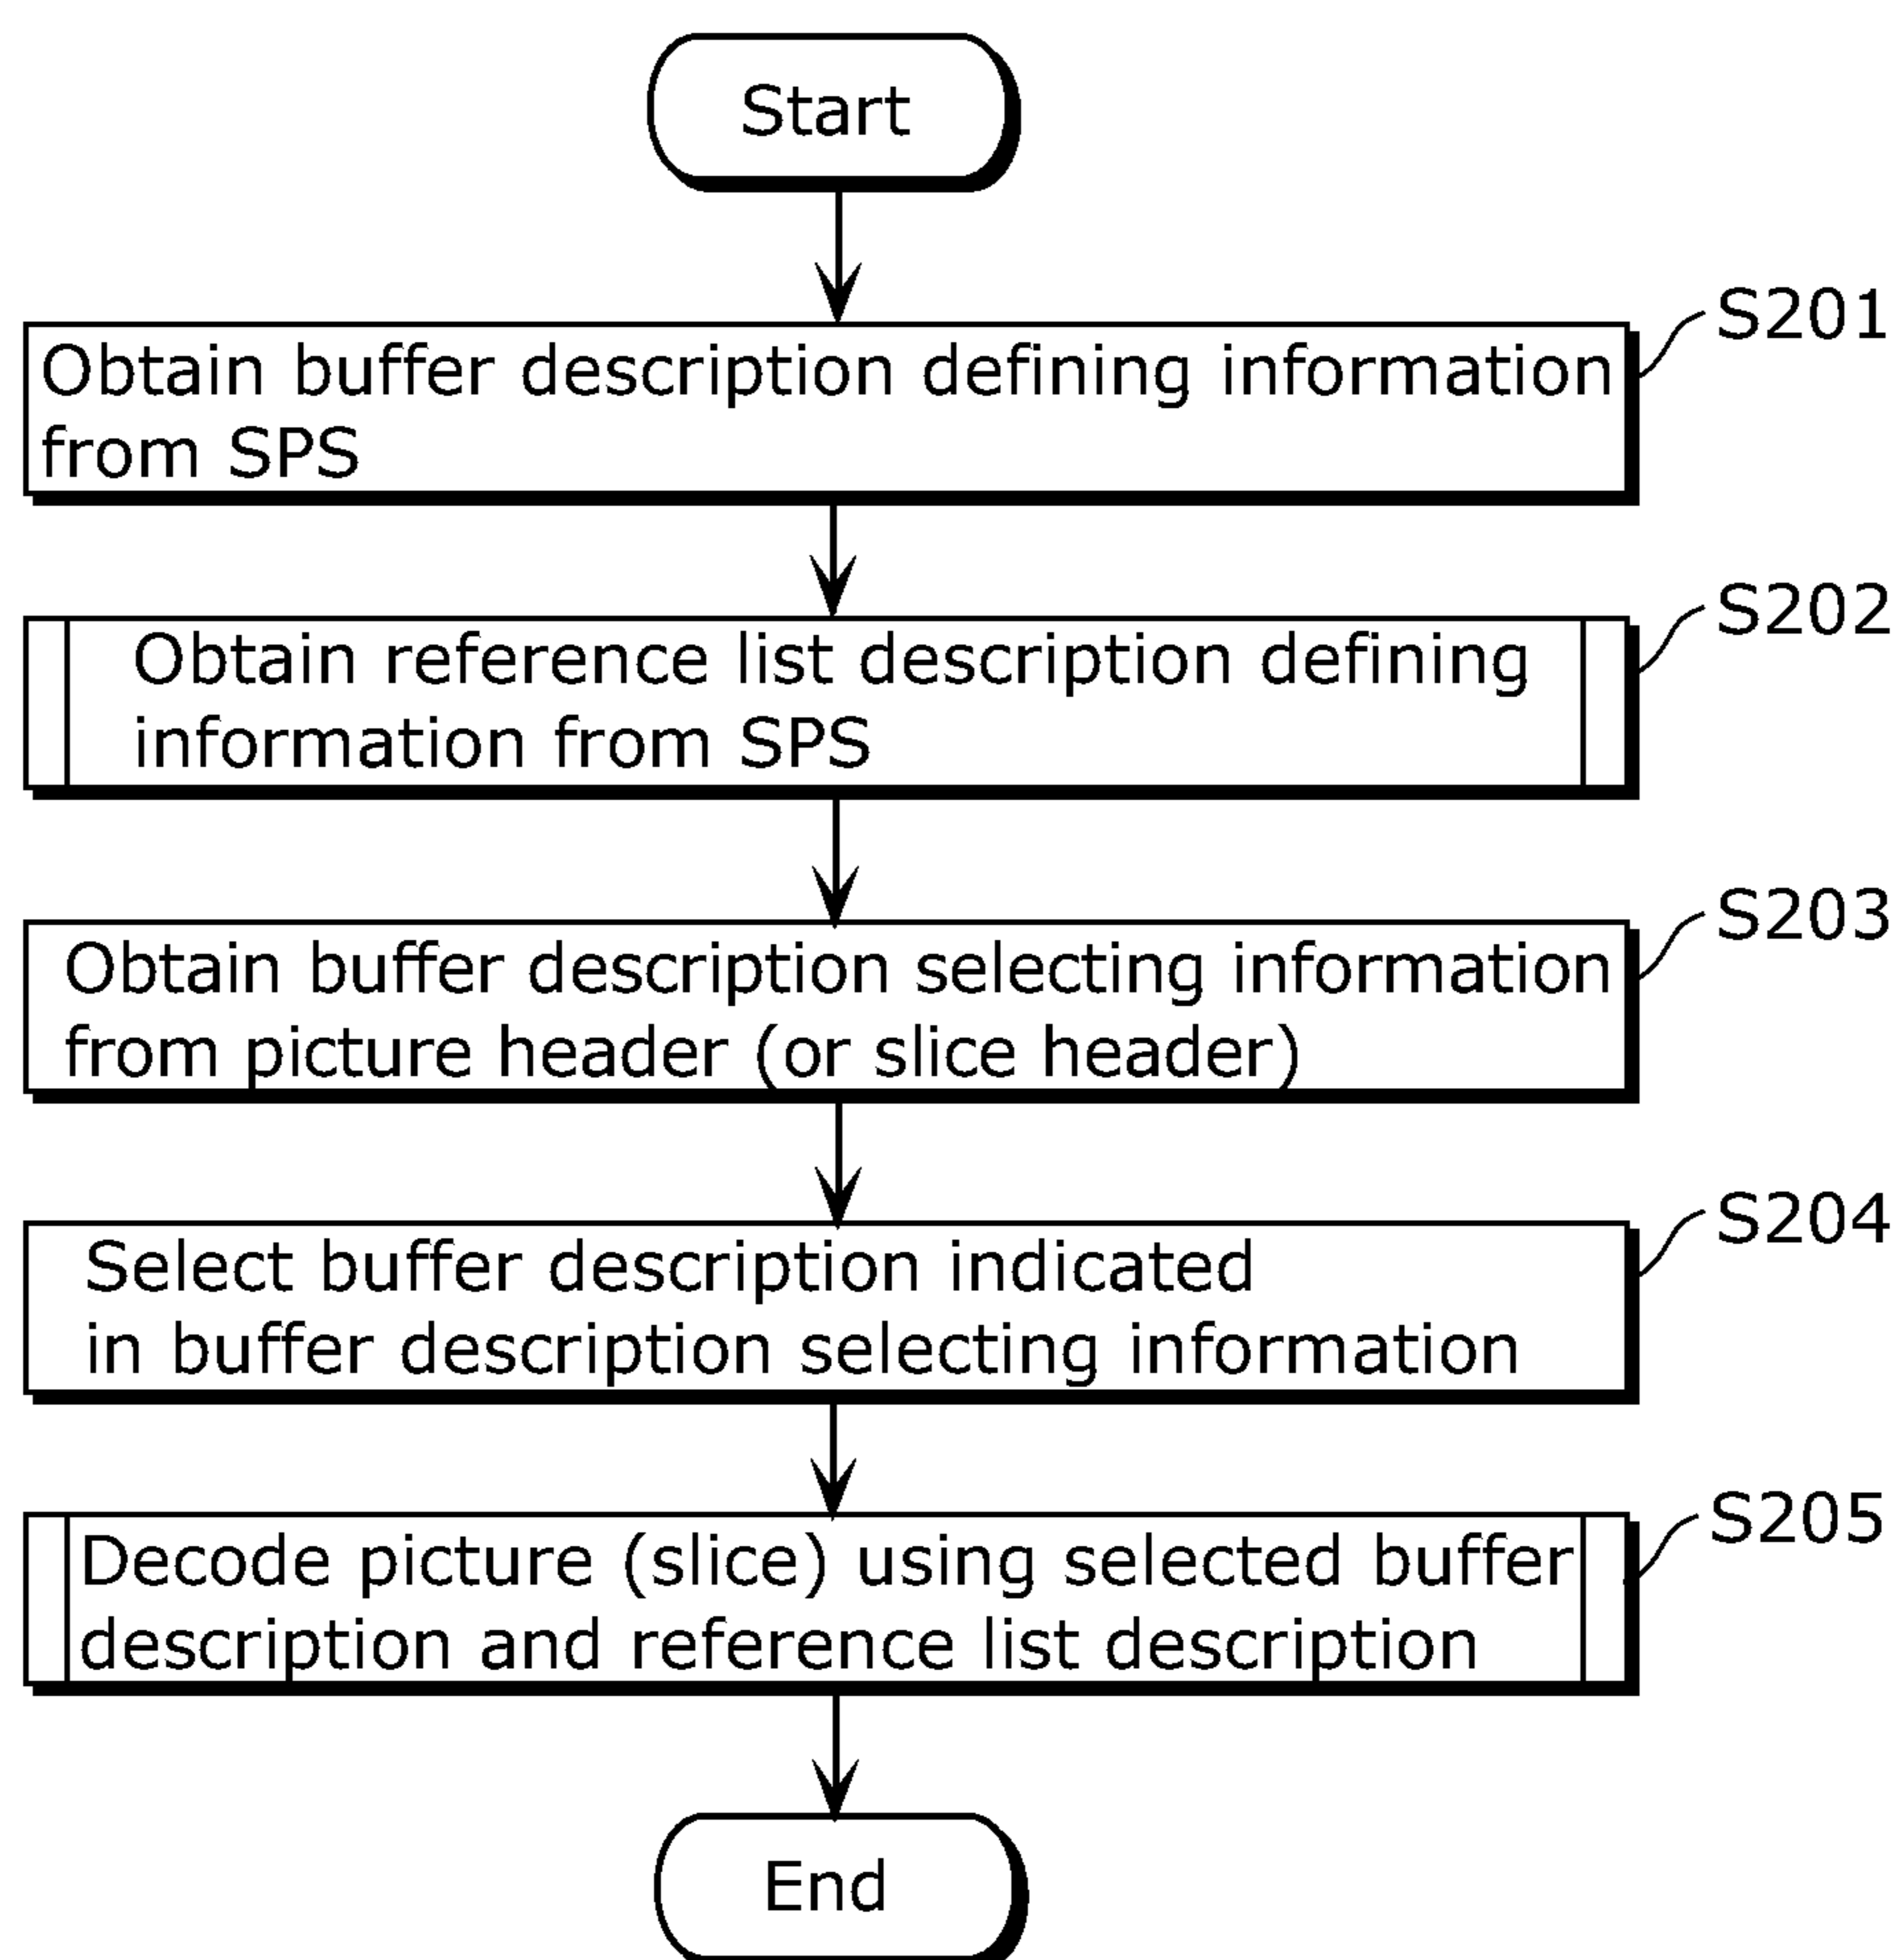 Start
S201
Obtain buffer description defining information
from SPS
S202
Obtain reference list description defining
information from SPS
S203
Obtain buffer description selecting information
from picture header (or slice header)
S204
Select buffer description indicated
in buffer description selecting information
S205
Decode picture (slice) using selected buffer
description and reference list description
End